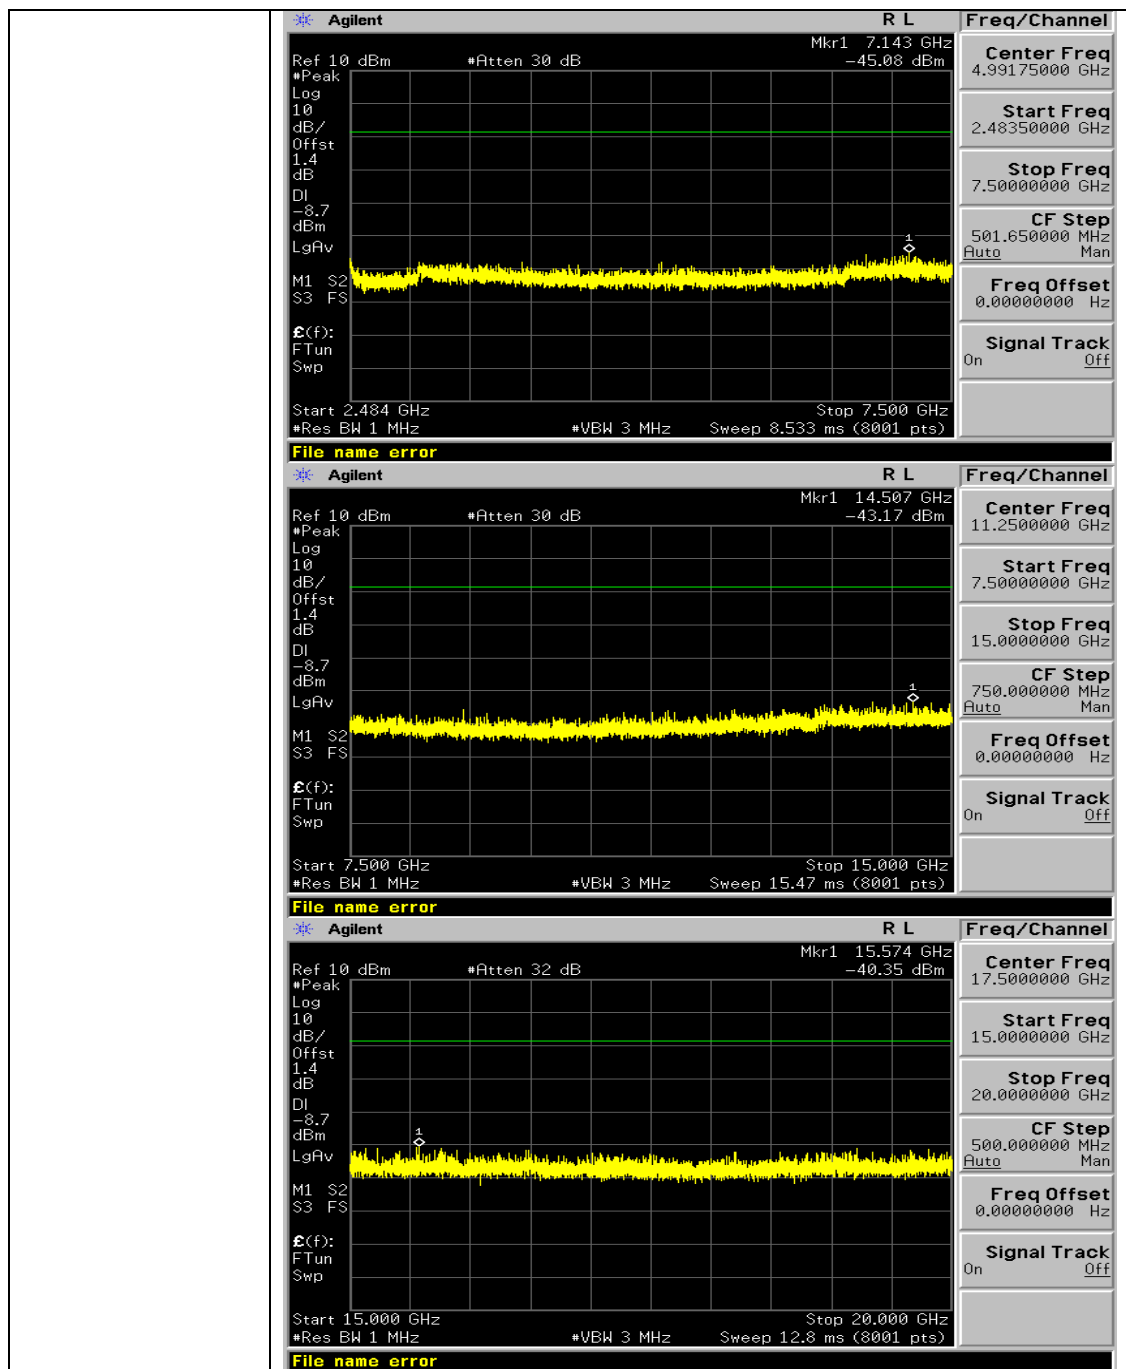 Agilent R L Freq/Channel
Mkr1 7.143 GHz
Ref 10 dBm #Atten 30 dB -45.08 dBm
#Peak
Log
10
dB/
Offst
1.4
dB
DI
-8.7
dBm
LgAv
M1 S2
S3 FS
£(f):
FTun
Swp
1
Start 2.484 GHz Stop 7.500 GHz
#Res BW 1 MHz #VBW 3 MHz Sweep 8.533 ms (8001 pts)
File name error
Center Freq
4.99175000 GHz
Start Freq
2.48350000 GHz
Stop Freq
7.50000000 GHz
CF Step
501.650000 MHz
Auto Man
Freq Offset
0.00000000 Hz
Signal Track
On Off
Agilent R L Freq/Channel
Mkr1 14.507 GHz
Ref 10 dBm #Atten 30 dB -43.17 dBm
#Peak
Log
10
dB/
Offst
1.4
dB
DI
-8.7
dBm
LgAv
M1 S2
S3 FS
£(f):
FTun
Swp
1
Start 7.500 GHz Stop 15.000 GHz
#Res BW 1 MHz #VBW 3 MHz Sweep 15.47 ms (8001 pts)
File name error
Center Freq
11.2500000 GHz
Start Freq
7.50000000 GHz
Stop Freq
15.0000000 GHz
CF Step
750.000000 MHz
Auto Man
Freq Offset
0.00000000 Hz
Signal Track
On Off
Agilent R L Freq/Channel
Mkr1 15.574 GHz
Ref 10 dBm #Atten 32 dB -40.35 dBm
#Peak
Log
10
dB/
Offst
1.4
dB
DI
-8.7
dBm
LgAv
M1 S2
S3 FS
£(f):
FTun
Swp
1
Start 15.000 GHz Stop 20.000 GHz
#Res BW 1 MHz #VBW 3 MHz Sweep 12.8 ms (8001 pts)
File name error
Center Freq
17.5000000 GHz
Start Freq
15.0000000 GHz
Stop Freq
20.0000000 GHz
CF Step
500.000000 MHz
Auto Man
Freq Offset
0.00000000 Hz
Signal Track
On Off